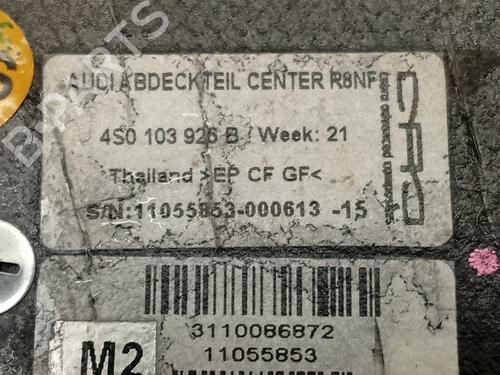 AUDI ABDECKTEIL CENTER R8NF
4S0 103 926 B / Week: 21
Thailand >EP CF GF<
S/N:11055853-000613 -15
3110086872
11055853
M2
B-PARTS